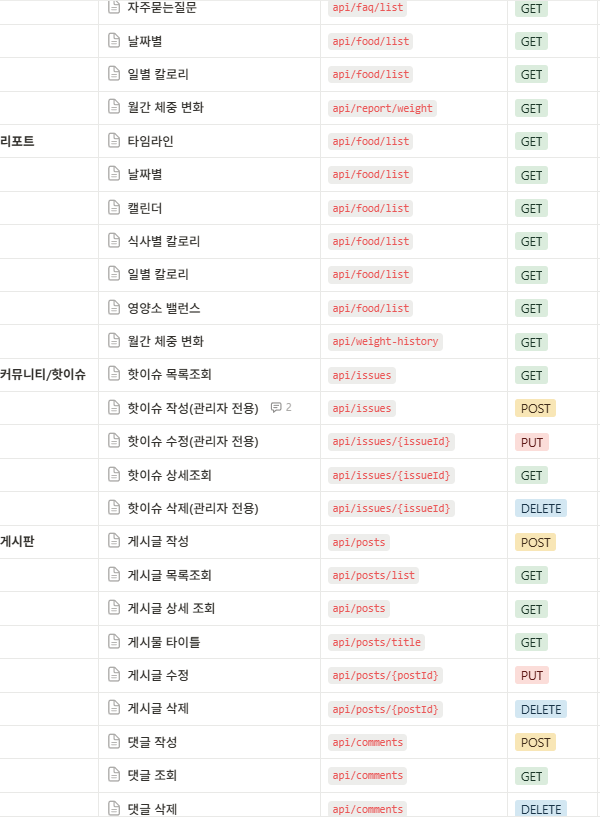 자주묻는질문 api/faq/list GET
날짜별 api/food/list GET
일별 칼로리 api/food/list GET
월간 체중 변화 api/report/weight GET
리포트 타임라인 api/food/list GET
날짜별 api/food/list GET
캘린더 api/food/list GET
식사별 칼로리 api/food/list GET
일별 칼로리 api/food/list GET
영양소 밸런스 api/food/list GET
월간 체중 변화 api/weight-history GET
커뮤니티/핫이슈 핫이슈 목록조회 api/issues GET
핫이슈 작성(관리자 전용) 2 api/issues POST
핫이슈 수정(관리자 전용) api/issues/{issueId} PUT
핫이슈 상세조회 api/issues/{issueId} GET
핫이슈 삭제(관리자 전용) api/issues/{issueId} DELETE
게시판 게시글 작성 api/posts POST
게시글 목록조회 api/posts/list GET
게시글 상세 조회 api/posts GET
게시물 타이틀 api/posts/title GET
게시글 수정 api/posts/{postId} PUT
게시글 삭제 api/posts/{postId} DELETE
댓글 작성 api/comments POST
댓글 조회 api/comments GET
댓글 삭제 api/comments DELETE